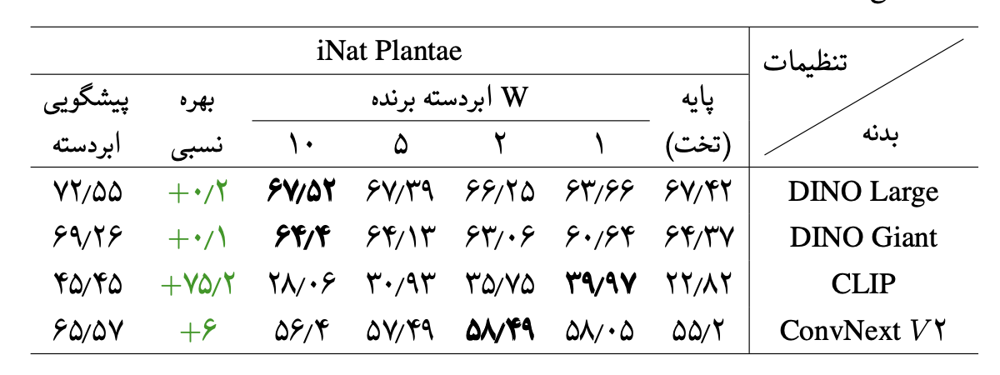 iNat Plantae
تنظیمات
بدنه
پایه (تخت) W ابردسته برنده بهره نسبی پیشگویی ابردسته
۱ ۲ ۵ ۱۰
DINO Large ۶۷/۴۲ ۶۳/۶۶ ۶۶/۲۵ ۶۷/۳۹ ۶۷/۵۲ +۰/۲ ۷۲/۵۵
DINO Giant ۶۴/۳۷ ۶۰/۶۴ ۶۳/۰۶ ۶۴/۱۳ ۶۴/۴ +۰/۱ ۶۹/۲۶
CLIP ۲۲/۸۲ ۳۹/۹۷ ۳۵/۷۵ ۳۰/۹۳ ۲۸/۰۶ +۷۵/۲ ۴۵/۴۵
ConvNext V۲ ۵۵/۲ ۵۸/۰۵ ۵۸/۴۹ ۵۷/۴۹ ۵۶/۴ +۶ ۶۵/۵۷